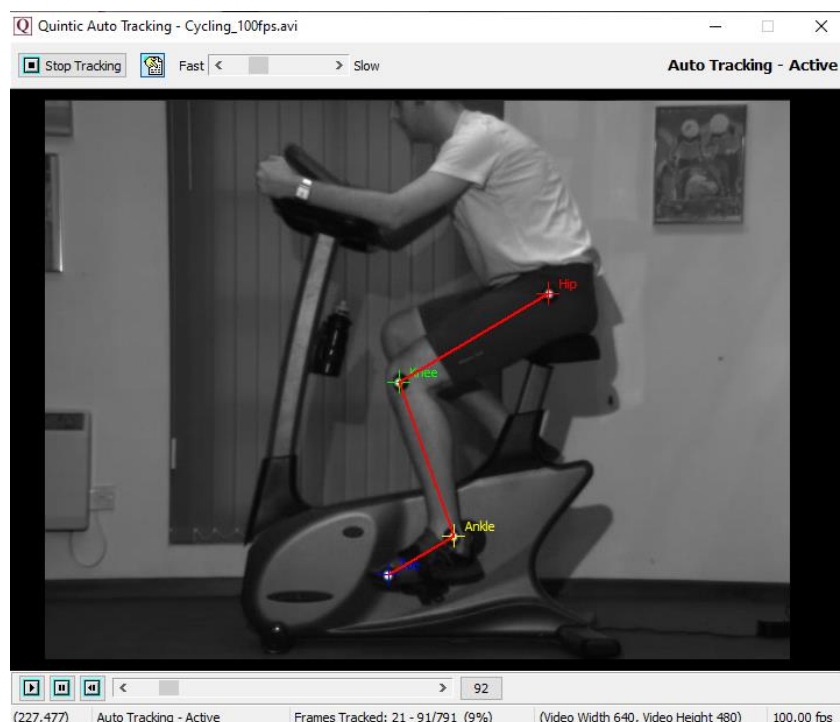 Quintic Auto Tracking - Cycling_100fps.avi
Stop Tracking Fast Slow Auto Tracking - Active
Hip
Knee
Ankle
92
(227,477) Auto Tracking - Active Frames Tracked: 21 - 91/791 (9%) (Video Width 640, Video Height 480) 100.00 fps